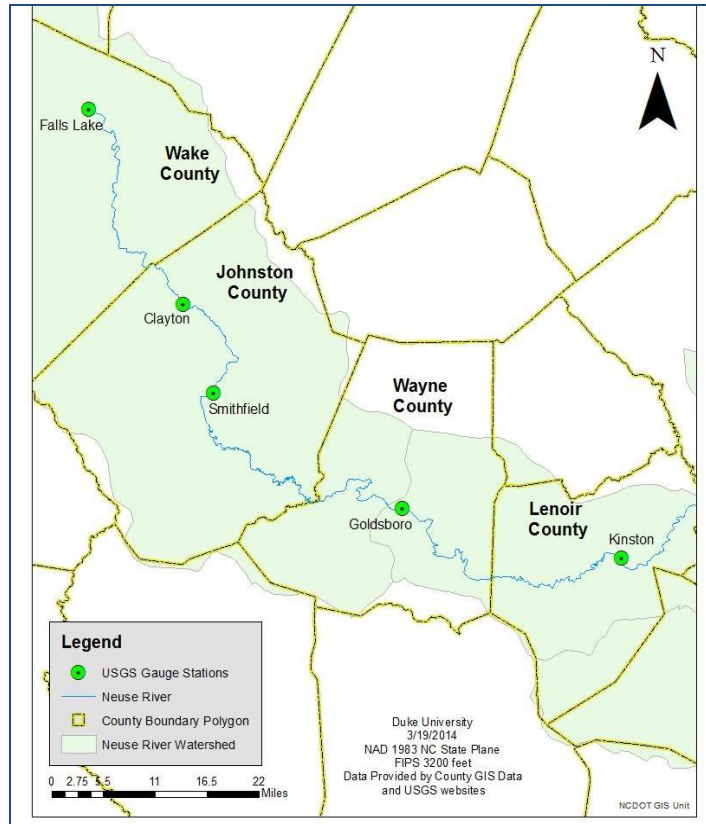 N
Falls Lake
Wake
County
Johnston
County
Clayton
Smithfield
Wayne
County
Goldsboro
Lenoir
County
Kinston
Legend
USGS Gauge Stations
Neuse River
County Boundary Polygon
Neuse River Watershed
0 2.75 5.5 11 16.5 22
Miles
Duke University
3/19/2014
NAD 1983 NC State Plane
FIPS 3200 feet
Data Provided by County GIS Data
and USGS websites
NCDOT GIS Unit